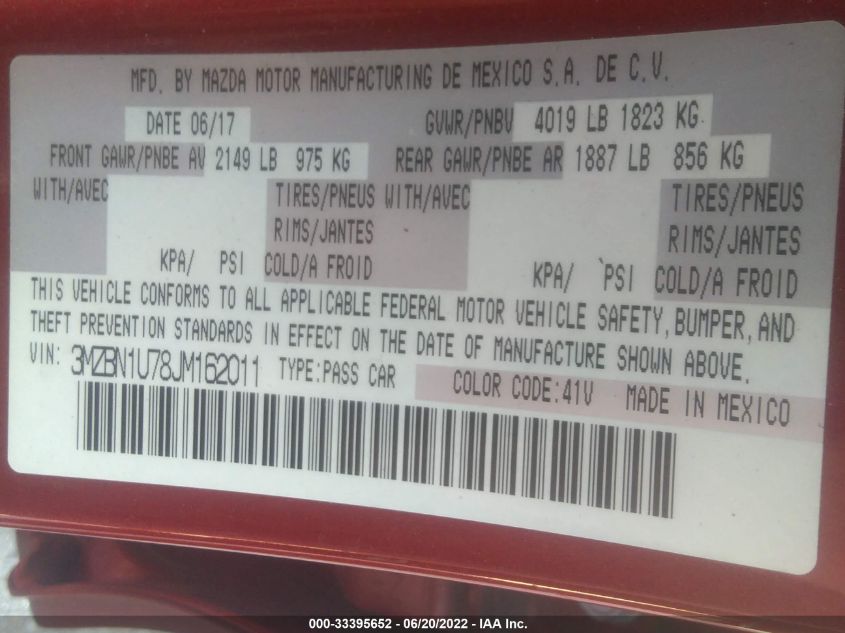 MFD. BY MAZDA MOTOR MANUFACTURING DE MEXICO S.A. DE C.V.
DATE 06/17 GVWR/PNBV 4019 LB 1823 KG
FRONT GAWR/PNBE AV 2149 LB 975 KG REAR GAWR/PNBE AR 1887 LB 856 KG
WITH/AVEC TIRES/PNEUS WITH/AVEC TIRES/PNEUS
RIMS/JANTES RIMS/JANTES
KPA/ PSI COLD/A FROID KPA/ PSI COLD/A FROID
THIS VEHICLE CONFORMS TO ALL APPLICABLE FEDERAL MOTOR VEHICLE SAFETY, BUMPER, AND
THEFT PREVENTION STANDARDS IN EFFECT ON THE DATE OF MANUFACTURE SHOWN ABOVE.
VIN: 3MZBN1U78JM162011 TYPE:PASS CAR COLOR CODE:41V MADE IN MEXICO
000-33395652 - 06/20/2022 - IAA Inc.